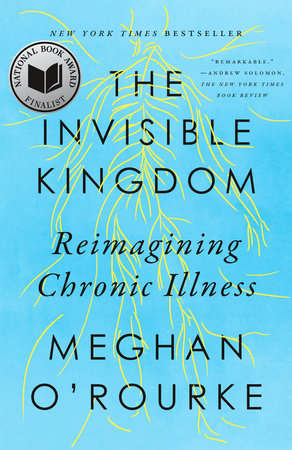 NEW YORK TIMES BESTSELLER
NATIONAL BOOK AWARD
FINALIST
"REMARKABLE."
—ANDREW SOLOMON,
THE NEW YORK TIMES
BOOK REVIEW
THE
INVISIBLE
KINGDOM
Reimagining
Chronic Illness
MEGHAN
O'ROURKE